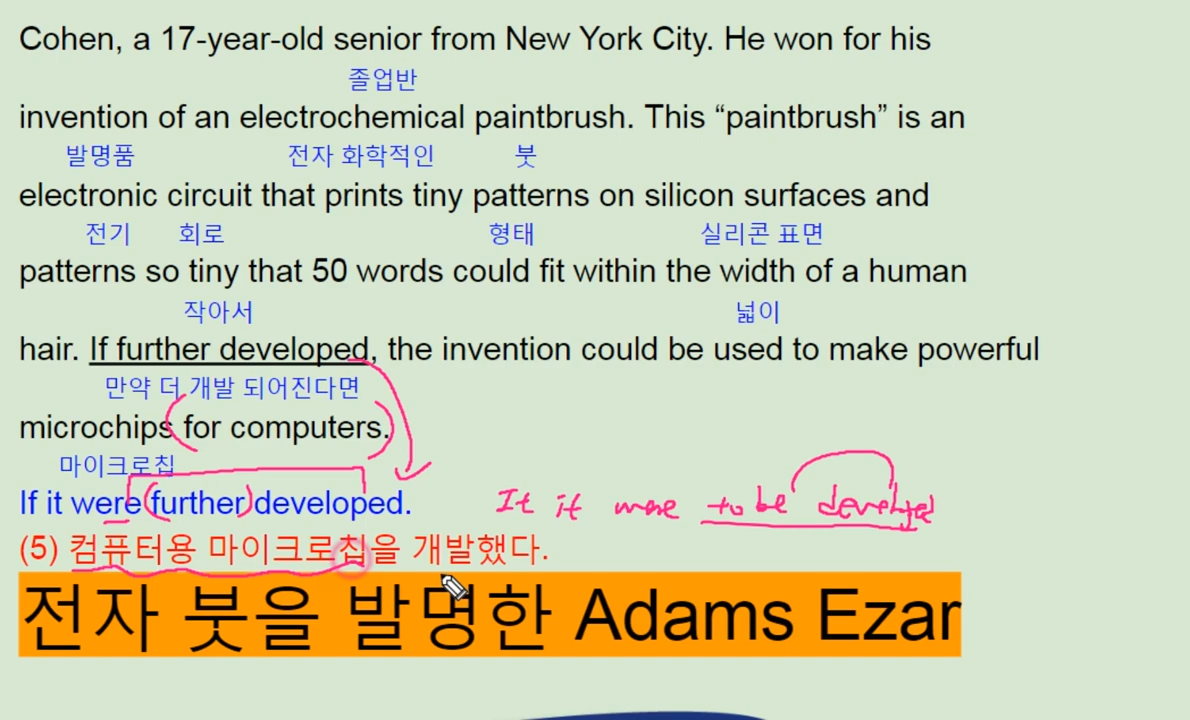 Cohen, a 17-year-old senior from New York City. He won for his
졸업반
invention of an electrochemical paintbrush. This “paintbrush” is an
발명품 전자 화학적인 붓
electronic circuit that prints tiny patterns on silicon surfaces and
전기 회로 형태 실리콘 표면
patterns so tiny that 50 words could fit within the width of a human
작아서 넓이
hair. If further developed, the invention could be used to make powerful
만약 더 개발 되어진다면
microchips for computers.
마이크로칩
If it were further developed.
It it were to be
(5) 컴퓨터용 마이크로칩을 개발했다.
전자 붓을 발명한 Adams Ezar